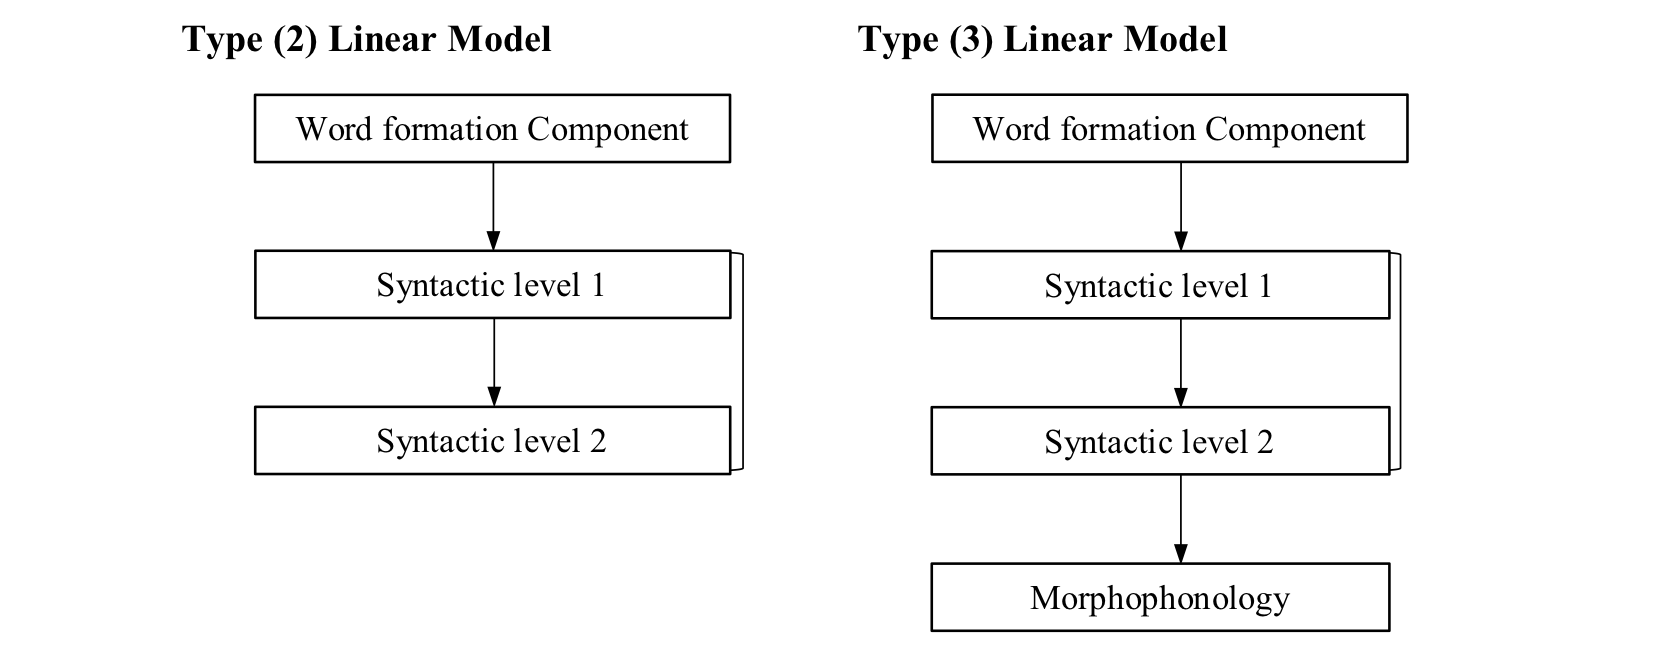 Type (2) Linear Model
Word formation Component
Syntactic level 1
Syntactic level 2
Type (3) Linear Model
Word formation Component
Syntactic level 1
Syntactic level 2
Morphophonology